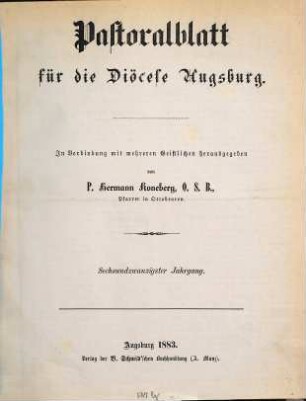 Pastoralblatt
für die Diöcese Augsburg.
In Verbindung mit mehreren Geistlichen herausgegeben
von
P. Hermann Koneberg, O. S. B.,
Pfarrer in Ottobeuren.
Sechsundzwanzigster Jahrgang.
Augsburg 1883.
Verlag der B. Schmid'schen Buchhandlung (A. Manz).